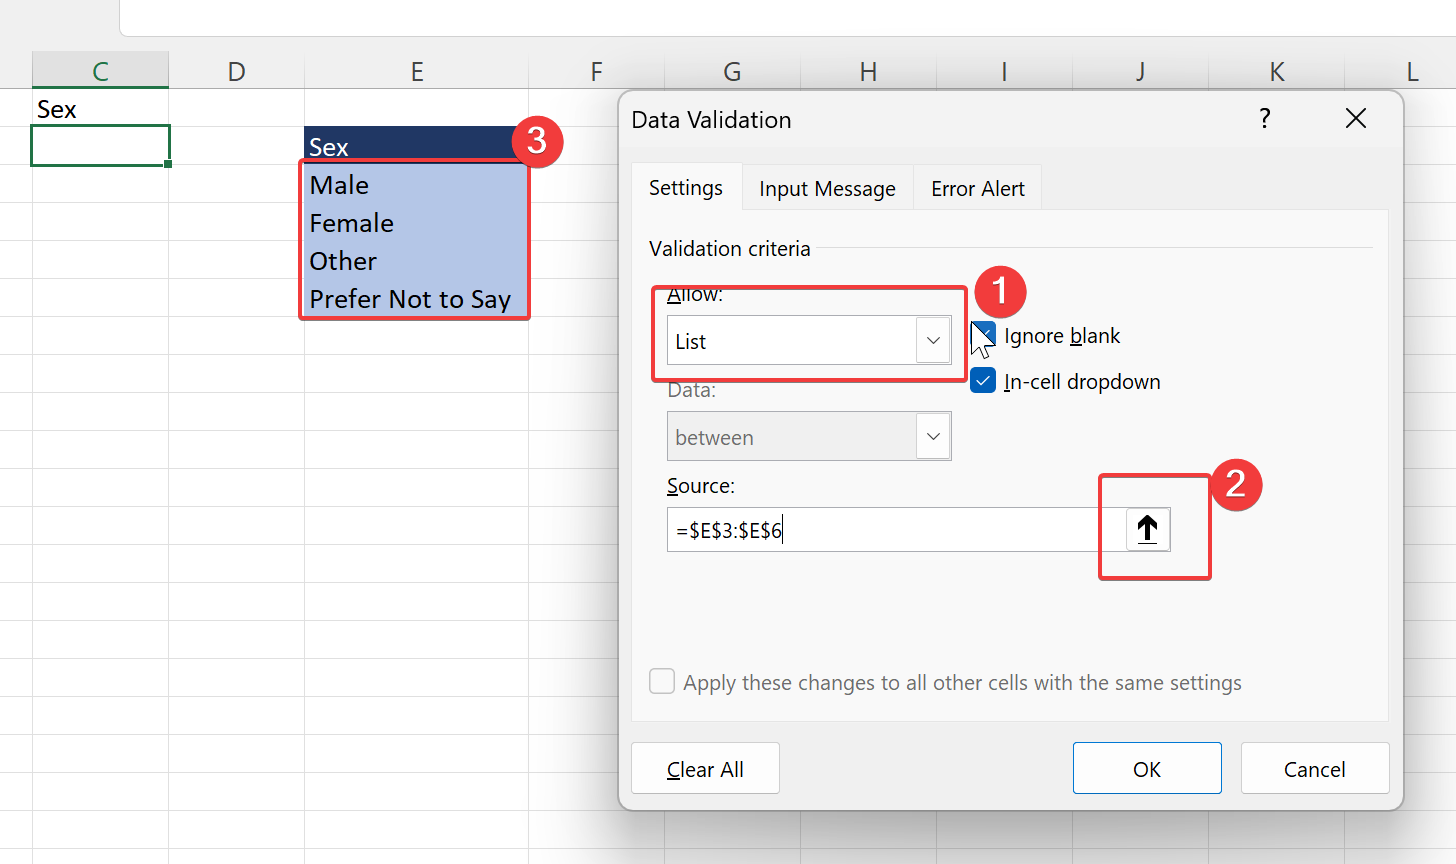 C D E F G H I J K L
Sex
Sex
3
Male
Female
Other
Prefer Not to Say
Data Validation ?
Settings Input Message Error Alert
Validation criteria
Allow:
1
List
Ignore blank
In-cell dropdown
Data:
between
Source:
2
=$E$3:$E$6
Apply these changes to all other cells with the same settings
Clear All OK Cancel